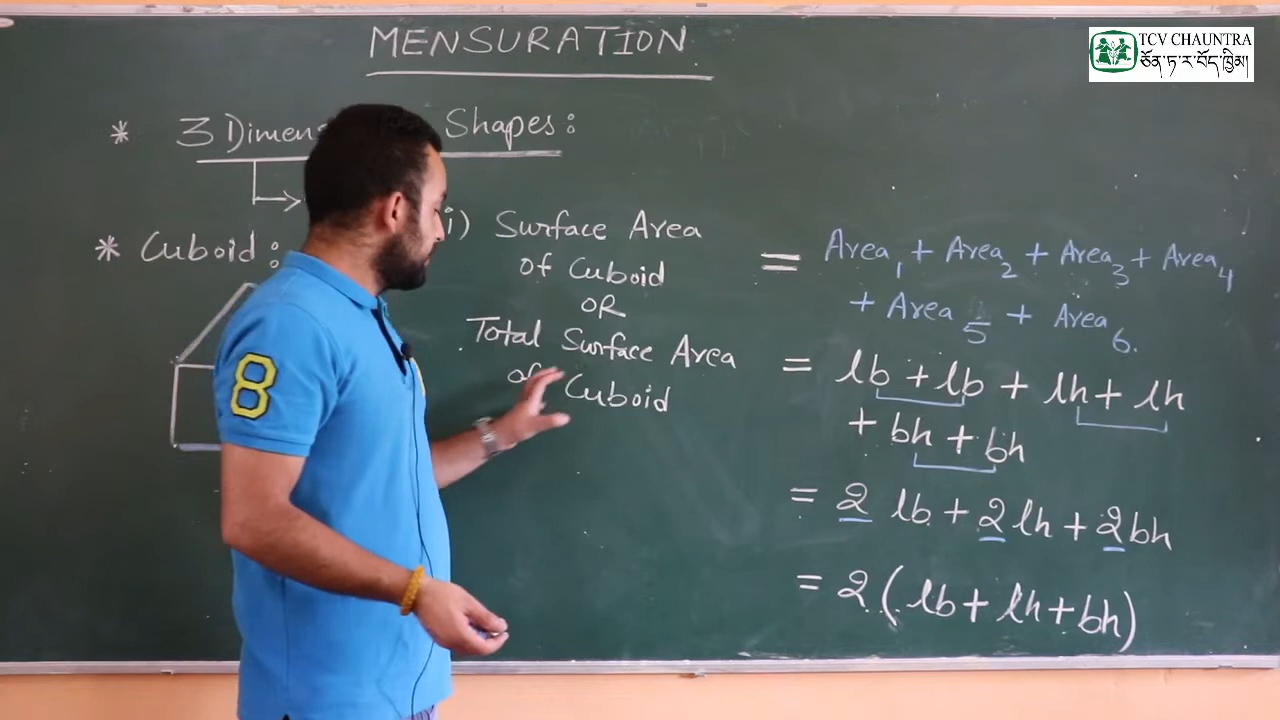 MENSURATION
TCV CHAUNTRA
ཅོན་ཏ་ར་བོད་ཁྱིམ།
* 3 Dimens Shapes:
* Cuboid:
i) Surface Area
of Cuboid
OR
Total Surface Area
of Cuboid
= Area₁ + Area₂ + Area₃ + Area₄
+ Area₅ + Area₆.
= lb + lb + lh + lh
+ bh + bh
= 2 lb + 2 lh + 2 bh
= 2 ( lb + lh + bh )
8